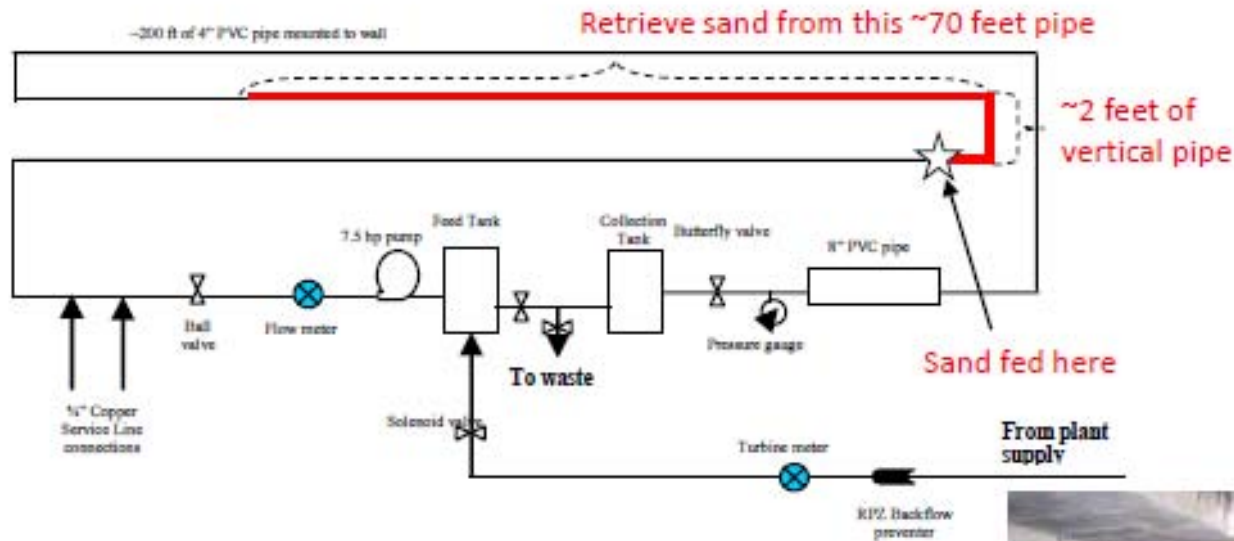 Retrieve sand from this ~70 feet pipe
~200 ft of 4" PVC pipe mounted to wall
~2 feet of
vertical pipe
Feed Tank
Collection
Tank
Butterfly valve
7.5 hp pump
8" PVC pipe
Ball
valve
Flow meter
Pressure gauge
Sand fed here
To waste
¾" Copper
Service Line
connections
Solenoid valve
Turbine meter
From plant
supply
RPZ Backflow
preventer